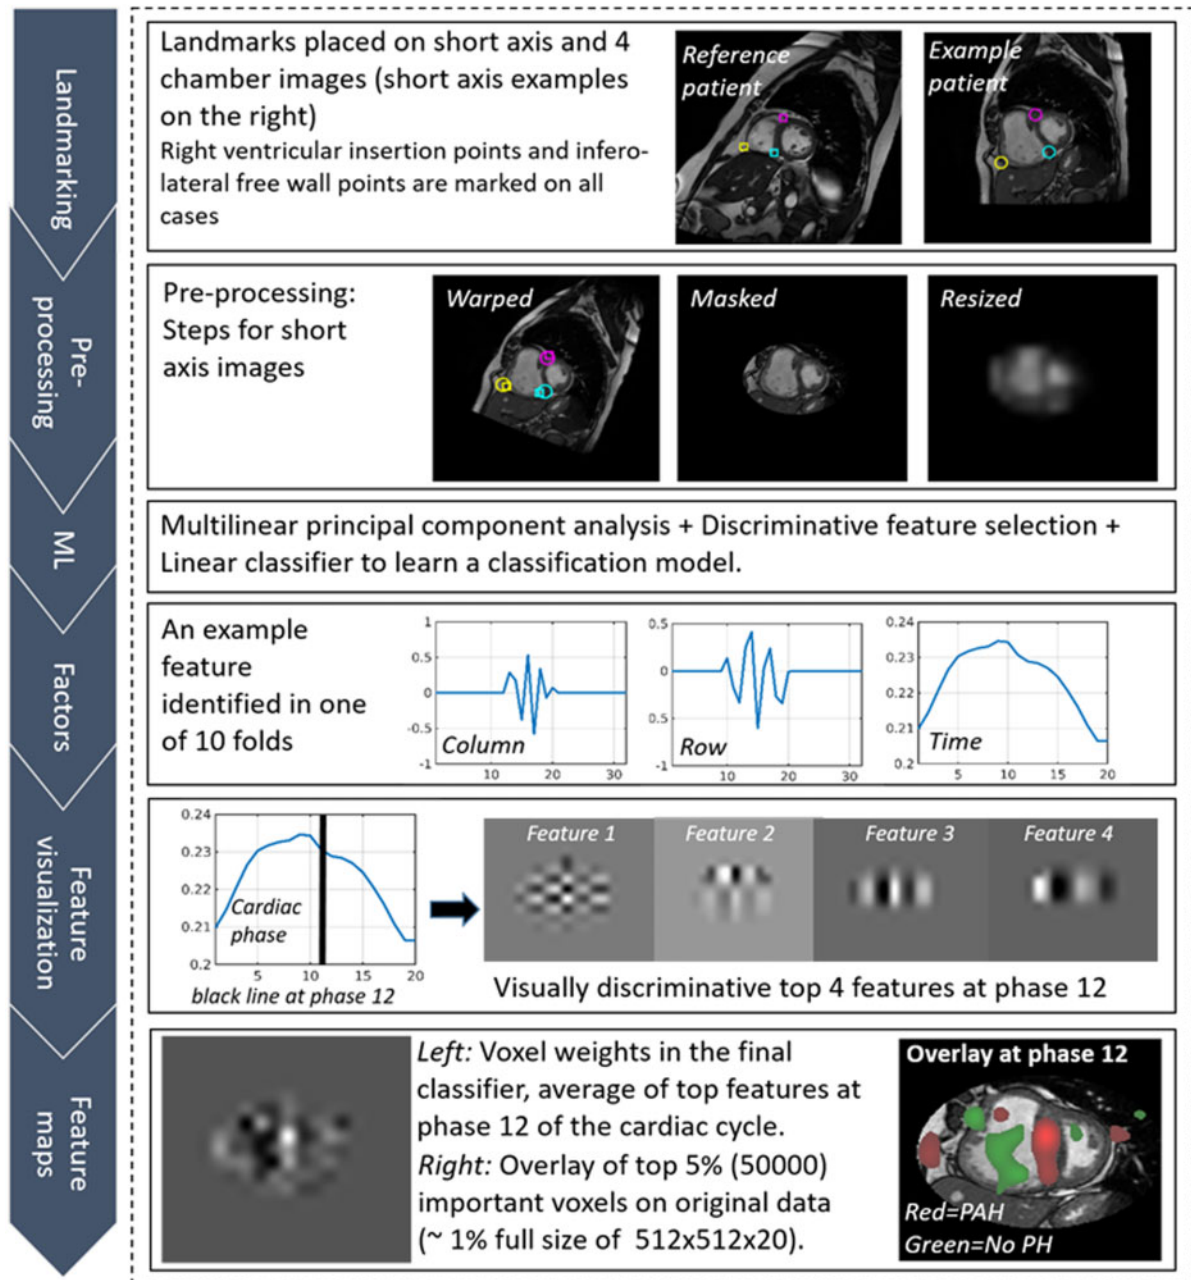 Landmarking
Landmarks placed on short axis and 4
chamber images (short axis examples
on the right)
Right ventricular insertion points and infero-
lateral free wall points are marked on all
cases
Reference
patient
Example
patient
Pre-
processing
Pre-processing:
Steps for short
axis images
Warped
Masked
Resized
ML
Multilinear principal component analysis + Discriminative feature selection +
Linear classifier to learn a classification model.
Factors
An example
feature
identified in one
of 10 folds
1
0.5
0
-0.5
-1
10 20 30
Column
0.5
0
0.5
-1
10 20 30
Row
0.24
0.23
0.22
0.21
0.2
5 10 15 20
Time
Feature
visualization
0.24
0.23
0.22
0.21
0.2
5 10 15 20
Cardiac
phase
black line at phase 12
Feature 1 Feature 2 Feature 3 Feature 4
Visually discriminative top 4 features at phase 12
Feature
maps
Left: Voxel weights in the final
classifier, average of top features at
phase 12 of the cardiac cycle.
Right: Overlay of top 5% (50000)
important voxels on original data
(~ 1% full size of 512x512x20).
Overlay at phase 12
Red=PAH
Green=No PH